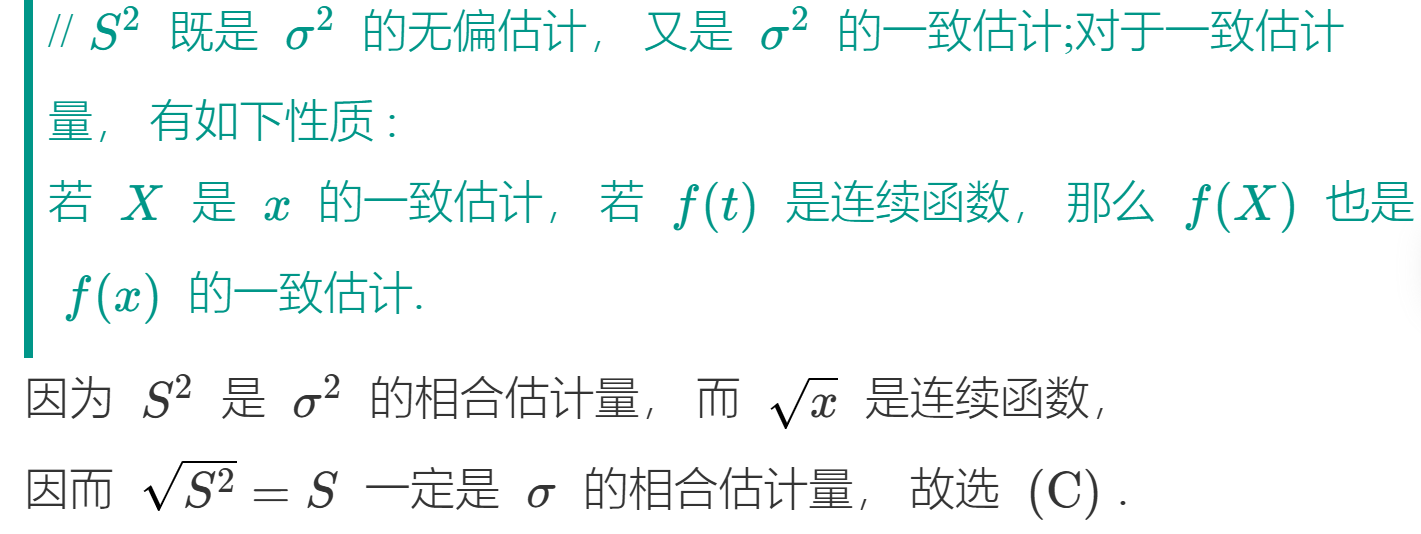 // S² 既是 σ² 的无偏估计, 又是 σ² 的一致估计;对于一致估计
量, 有如下性质:
若 X 是 x 的一致估计, 若 f(t) 是连续函数, 那么 f(X) 也是
f(x) 的一致估计.
因为 S² 是 σ² 的相合估计量, 而 √x 是连续函数,
因而 √S² = S 一定是 σ 的相合估计量, 故选 (C) .